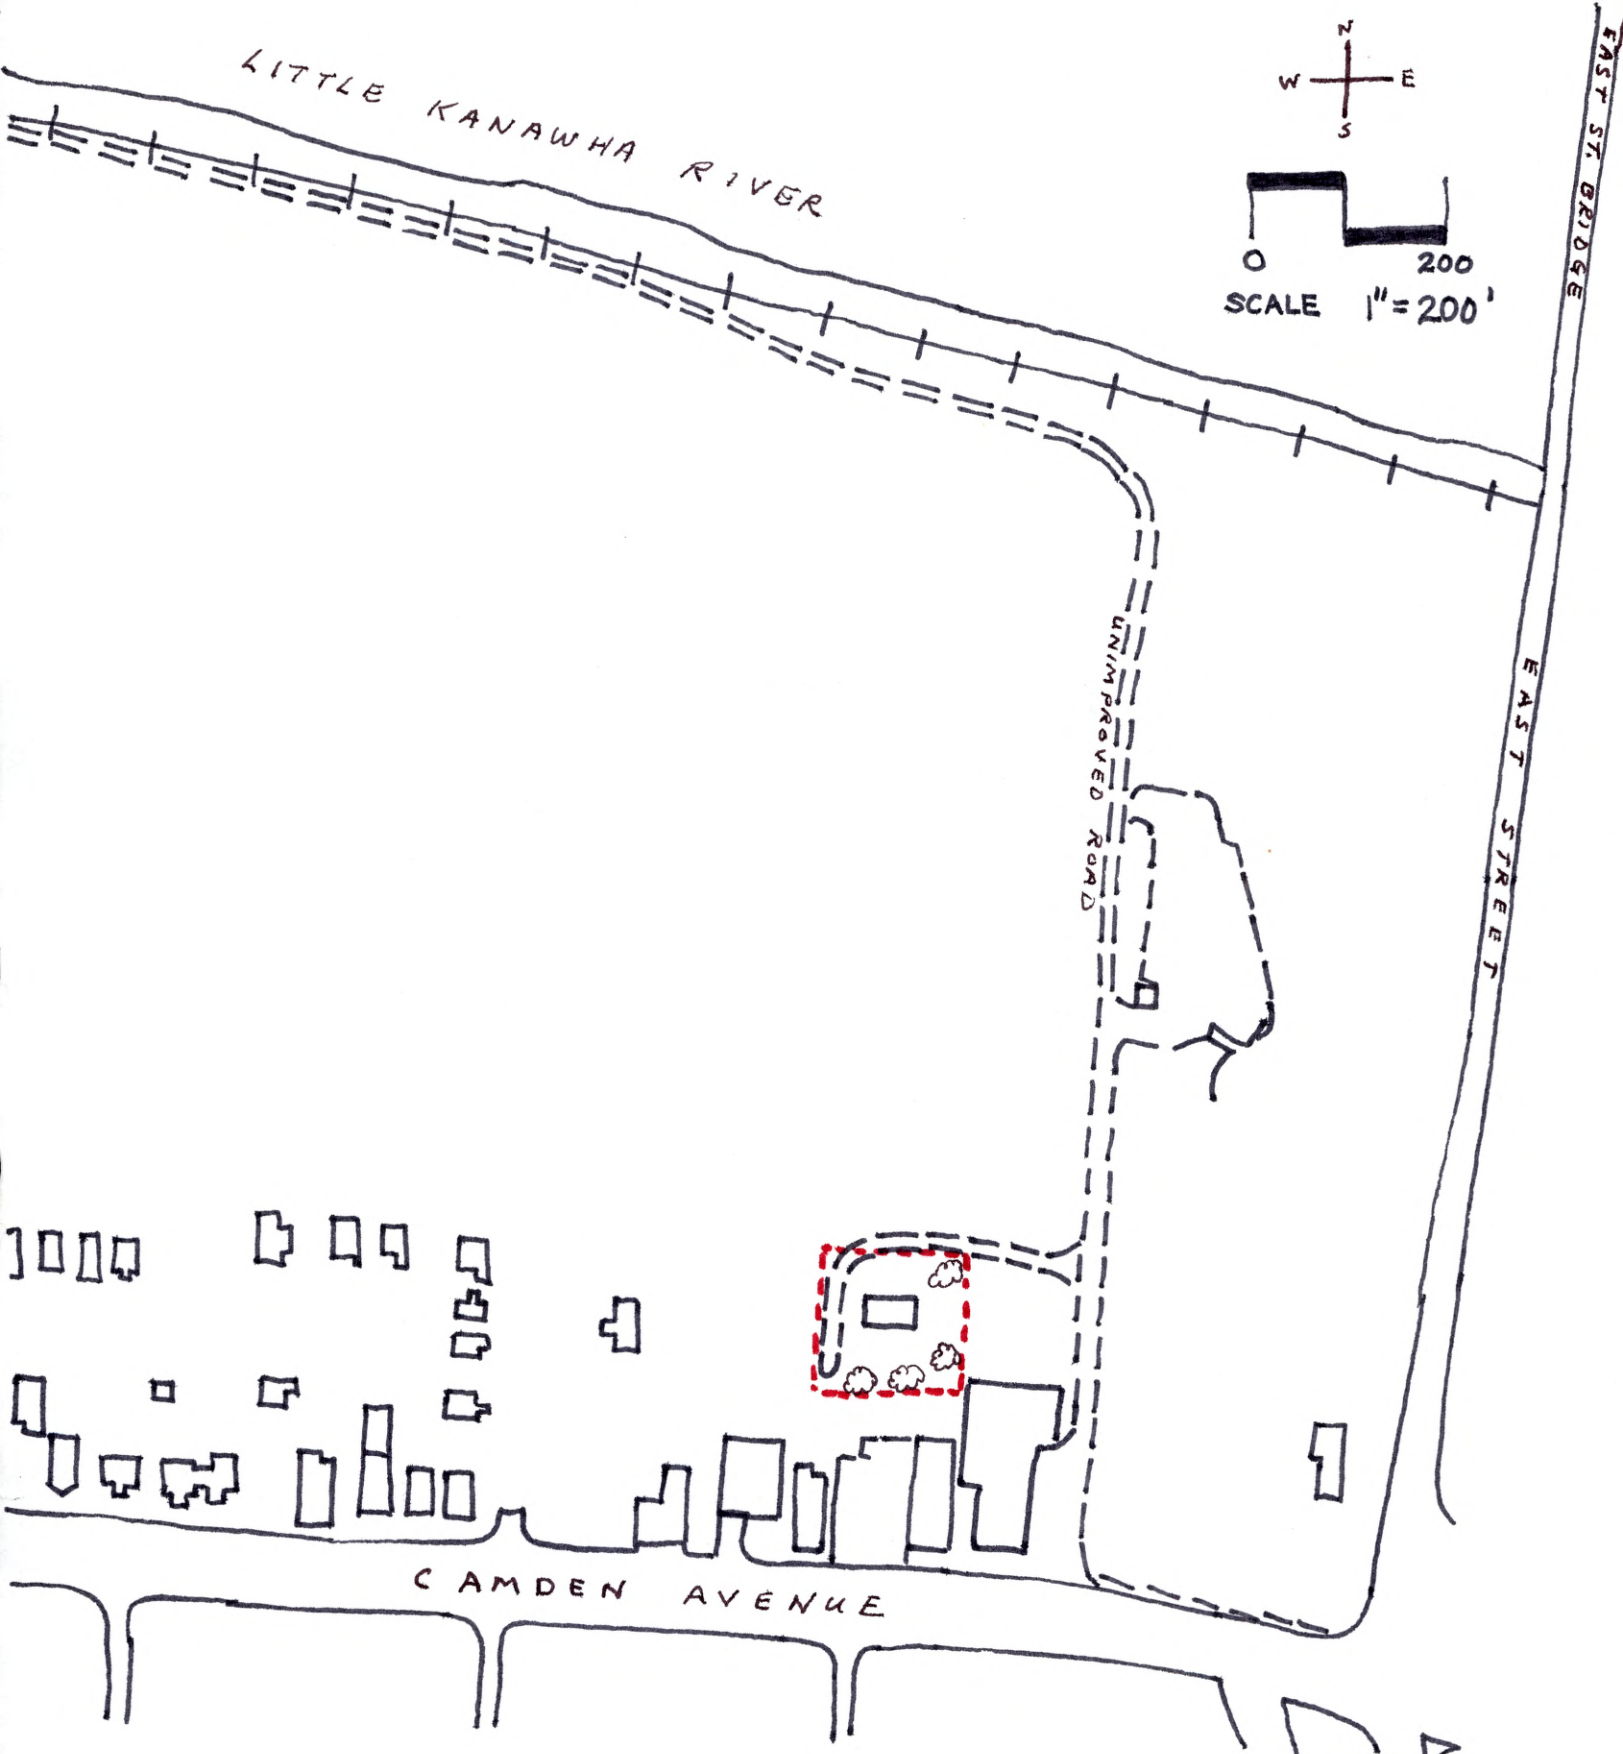 LITTLE KANAWHA RIVER
N
W E
S
0 200
SCALE 1"=200'
EAST ST. BRIDGE
EAST STREET
UNIMPROVED ROAD
CAMDEN AVENUE